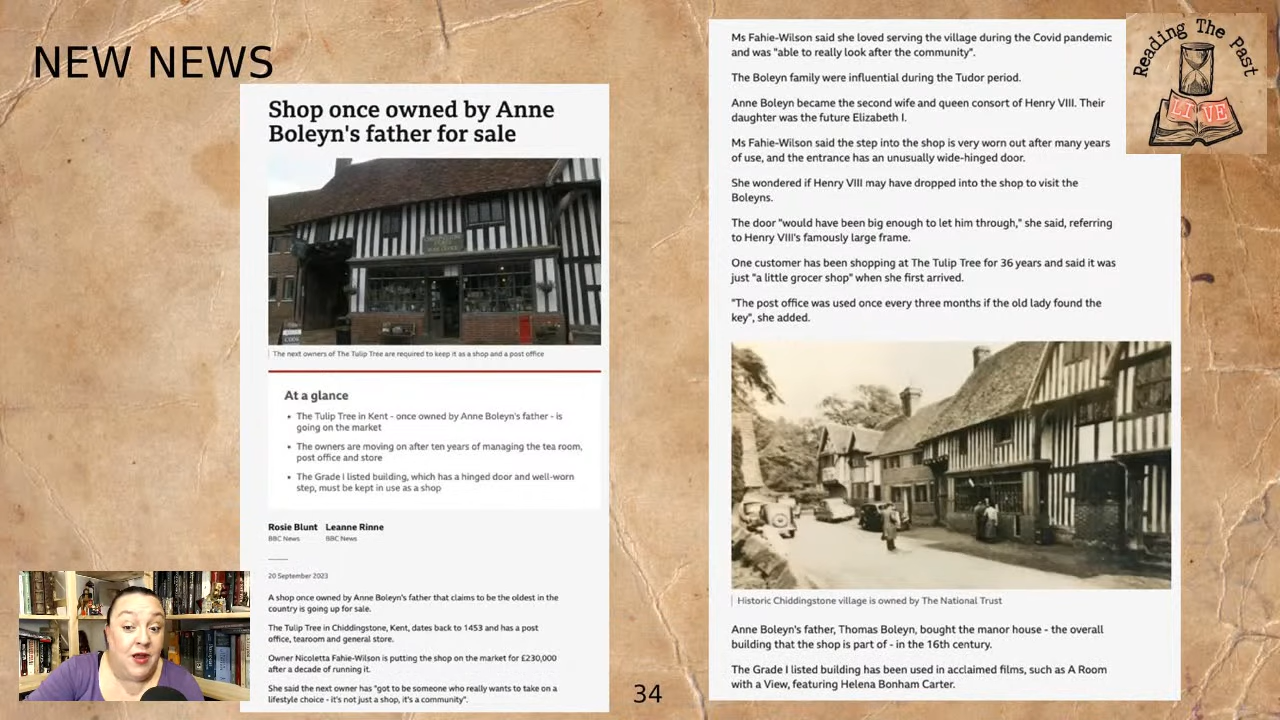 NEW NEWS
Shop once owned by Anne
Boleyn's father for sale
The next owners of The Tulip Tree are required to keep it as a shop and a post office
At a glance
• The Tulip Tree in Kent - once owned by Anne Boleyn's father - is
going on the market
• The owners are moving on after ten years of managing the tea room,
post office and store
• The Grade I listed building, which has a hinged door and well-worn
step, must be kept in use as a shop
Rosie Blunt Leanne Rinne
BBC News BBC News
20 September 2023
A shop once owned by Anne Boleyn's father that claims to be the oldest in the
country is going up for sale.
The Tulip Tree in Chiddingstone, Kent, dates back to 1453 and has a post
office, tearoom and general store.
Owner Nicoletta Fahie-Wilson is putting the shop on the market for £230,000
after a decade of running it.
She said the next owner has "got to be someone who really wants to take on a
lifestyle choice - it's not just a shop, it's a community".
34
Ms Fahie-Wilson said she loved serving the village during the Covid pandemic
and was "able to really look after the community".
The Boleyn family were influential during the Tudor period.
Anne Boleyn became the second wife and queen consort of Henry VIII. Their
daughter was the future Elizabeth I.
Ms Fahie-Wilson said the step into the shop is very worn out after many years
of use, and the entrance has an unusually wide-hinged door.
She wondered if Henry VIII may have dropped into the shop to visit the
Boleyns.
The door "would have been big enough to let him through," she said, referring
to Henry VIII's famously large frame.
One customer has been shopping at The Tulip Tree for 36 years and said it was
just "a little grocer shop" when she first arrived.
"The post office was used once every three months if the old lady found the
key", she added.
Historic Chiddingstone village is owned by The National Trust
Anne Boleyn's father, Thomas Boleyn, bought the manor house - the overall
building that the shop is part of - in the 16th century.
The Grade I listed building has been used in acclaimed films, such as A Room
with a View, featuring Helena Bonham Carter.
Reading The Past
LIVE